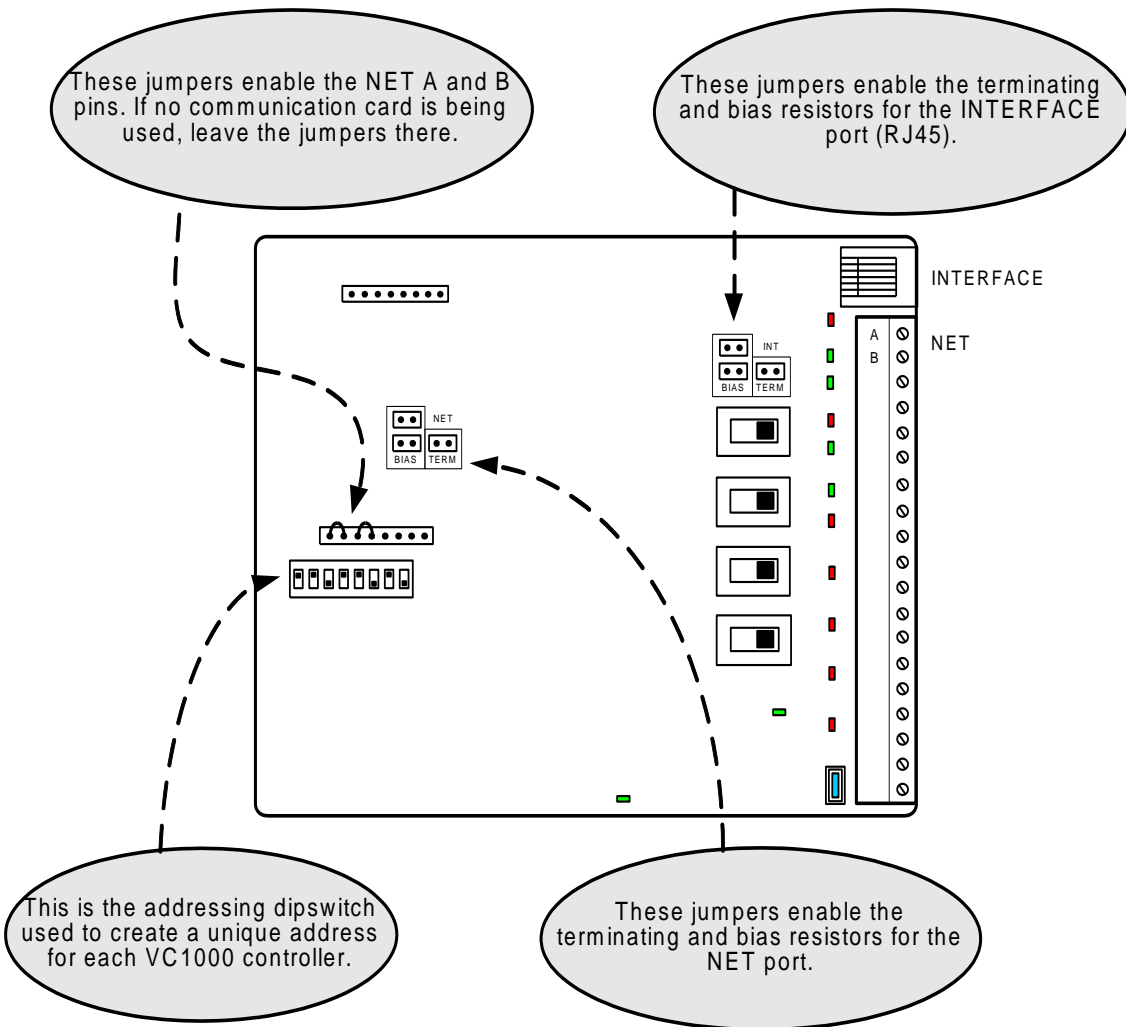 These jumpers enable the NET A and B
pins. If no communication card is being
used, leave the jumpers there.
These jumpers enable the terminating
and bias resistors for the INTERFACE
port (RJ45).
INTERFACE
A
B
NET
INT
BIAS
TERM
NET
BIAS
TERM
This is the addressing dipswitch
used to create a unique address
for each VC1000 controller.
These jumpers enable the
terminating and bias resistors for the
NET port.